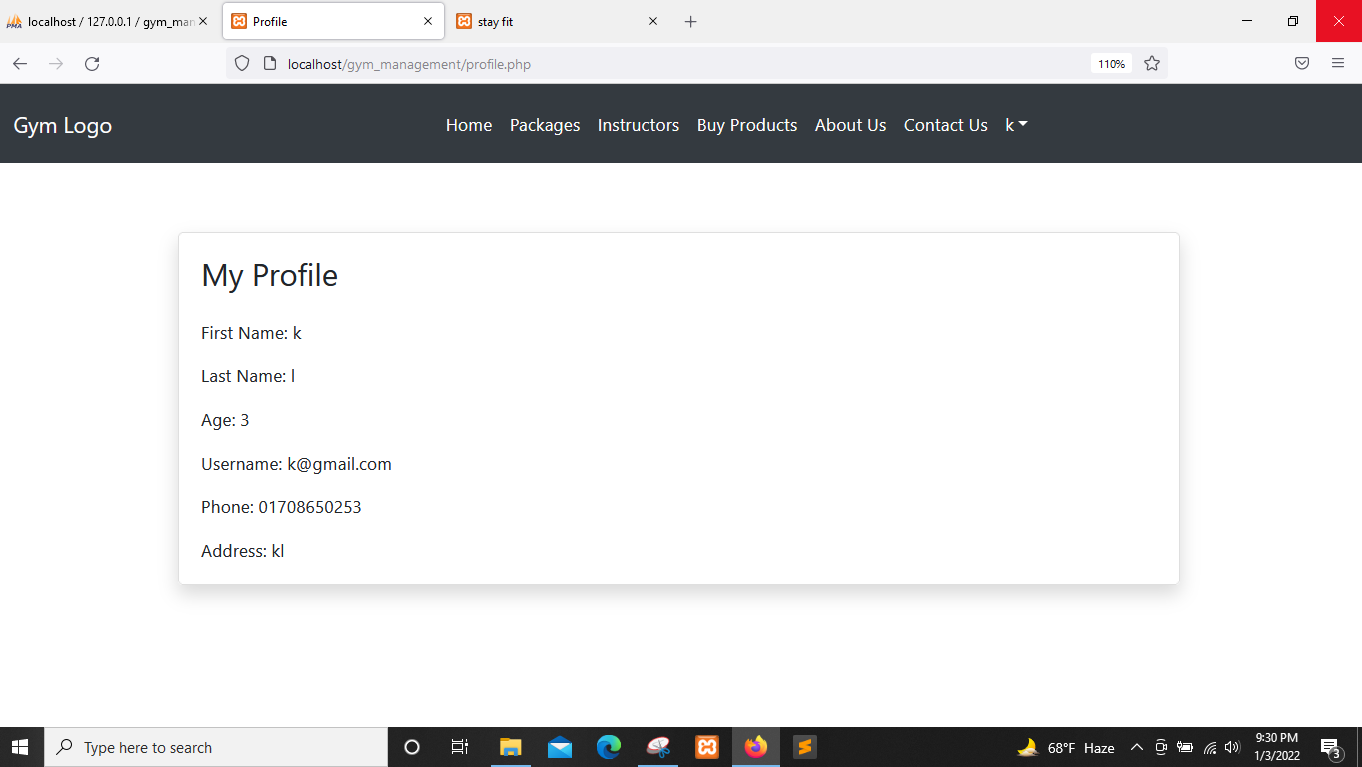 localhost / 127.0.0.1 / gym_man
Profile
stay fit
localhost/gym_management/profile.php
110%
Gym Logo
Home Packages Instructors Buy Products About Us Contact Us k
My Profile
First Name: k
Last Name: l
Age: 3
Username: k@gmail.com
Phone: 01708650253
Address: kl
Type here to search
68°F Haze
9:30 PM
1/3/2022
3